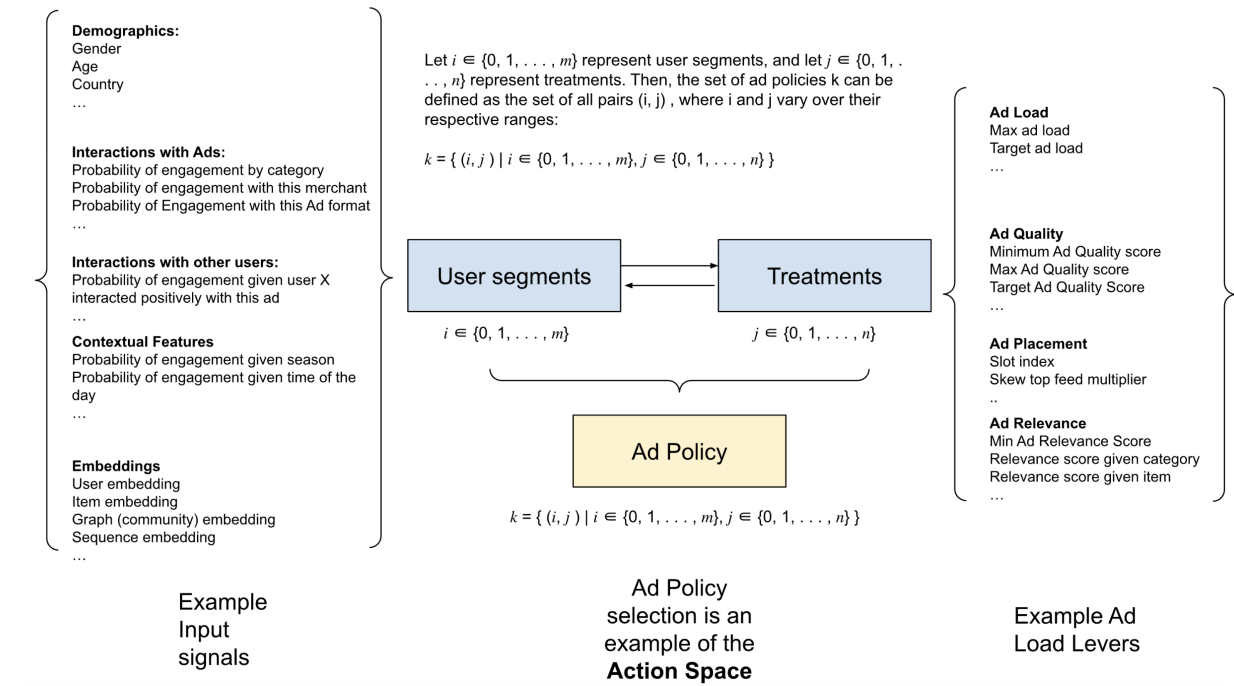 Demographics:
Gender
Age
Country
…
Interactions with Ads:
Probability of engagement by category
Probability of engagement with this merchant
Probability of Engagement with this Ad format
…
Interactions with other users:
Probability of engagement given user X
interacted positively with this ad
…
Contextual Features
Probability of engagement given season
Probability of engagement given time of the
day
…
Embeddings
User embedding
Item embedding
Graph (community) embedding
Sequence embedding
…
Example
Input
signals
Let i ∈ {0, 1, . . . , m} represent user segments, and let j ∈ {0, 1, .
. . , n} represent treatments. Then, the set of ad policies k can be
defined as the set of all pairs (i, j) , where i and j vary over their
respective ranges:
k = { (i, j ) | i ∈ {0, 1, . . . , m}, j ∈ {0, 1, . . . , n} }
User segments
Treatments
i ∈ {0, 1, . . . , m}
j ∈ {0, 1, . . . , n}
Ad Policy
k = { (i, j ) | i ∈ {0, 1, . . . , m}, j ∈ {0, 1, . . . , n} }
Ad Policy
selection is an
example of the
Action Space
Ad Load
Max ad load
Target ad load
…
Ad Quality
Minimum Ad Quality score
Max Ad Quality score
Target Ad Quality Score
…
Ad Placement
Slot index
Skew top feed multiplier
..
Ad Relevance
Min Ad Relevance Score
Relevance score given category
Relevance score given item
…
Example Ad
Load Levers